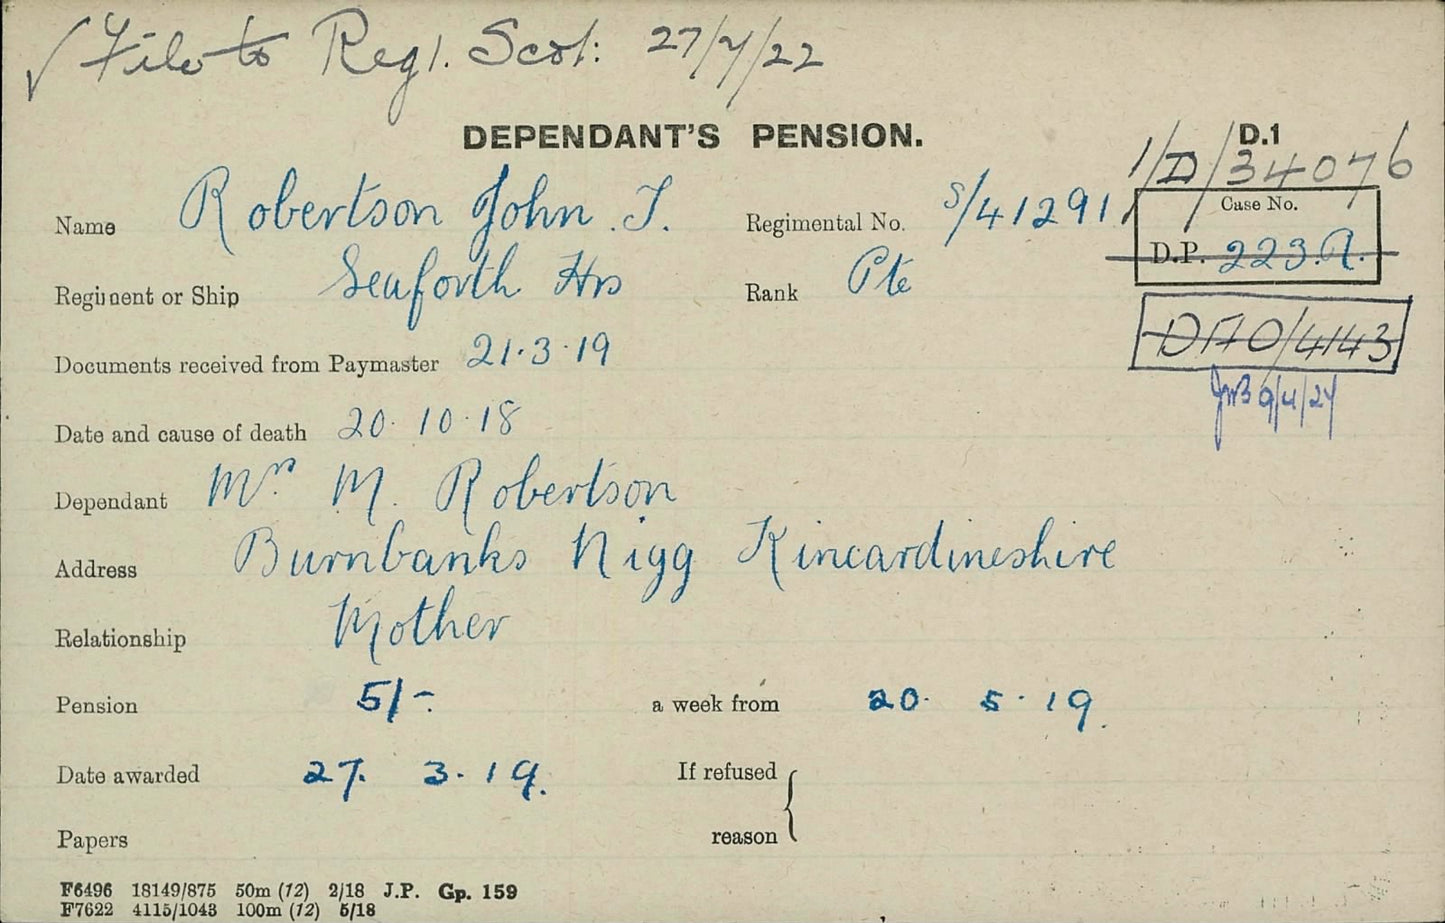 ✓ File to Regl. Scot: 27/7/22
DEPENDANT'S PENSION. D.1
1/D/34076
Name Robertson John .T. Regimental No. S/41291
Case No.
D.P. 223.A.
Regiment or Ship Seaforth Hrs Rank Pte
DAO/4143
Documents received from Paymaster 21.3.19
JWB 9/4/24
Date and cause of death 20.10.18
Dependant Mrs. M. Robertson
Address Burnbanks Nigg Kincardineshire
Relationship Mother
Pension 5/-. a week from 20. 5.19.
Date awarded 27. 3.19. If refused
reason
Papers
F6496 18149/875 50m (12) 2/18 J.P. Gp. 159
F7622 4115/1043 100m (12) 5/18